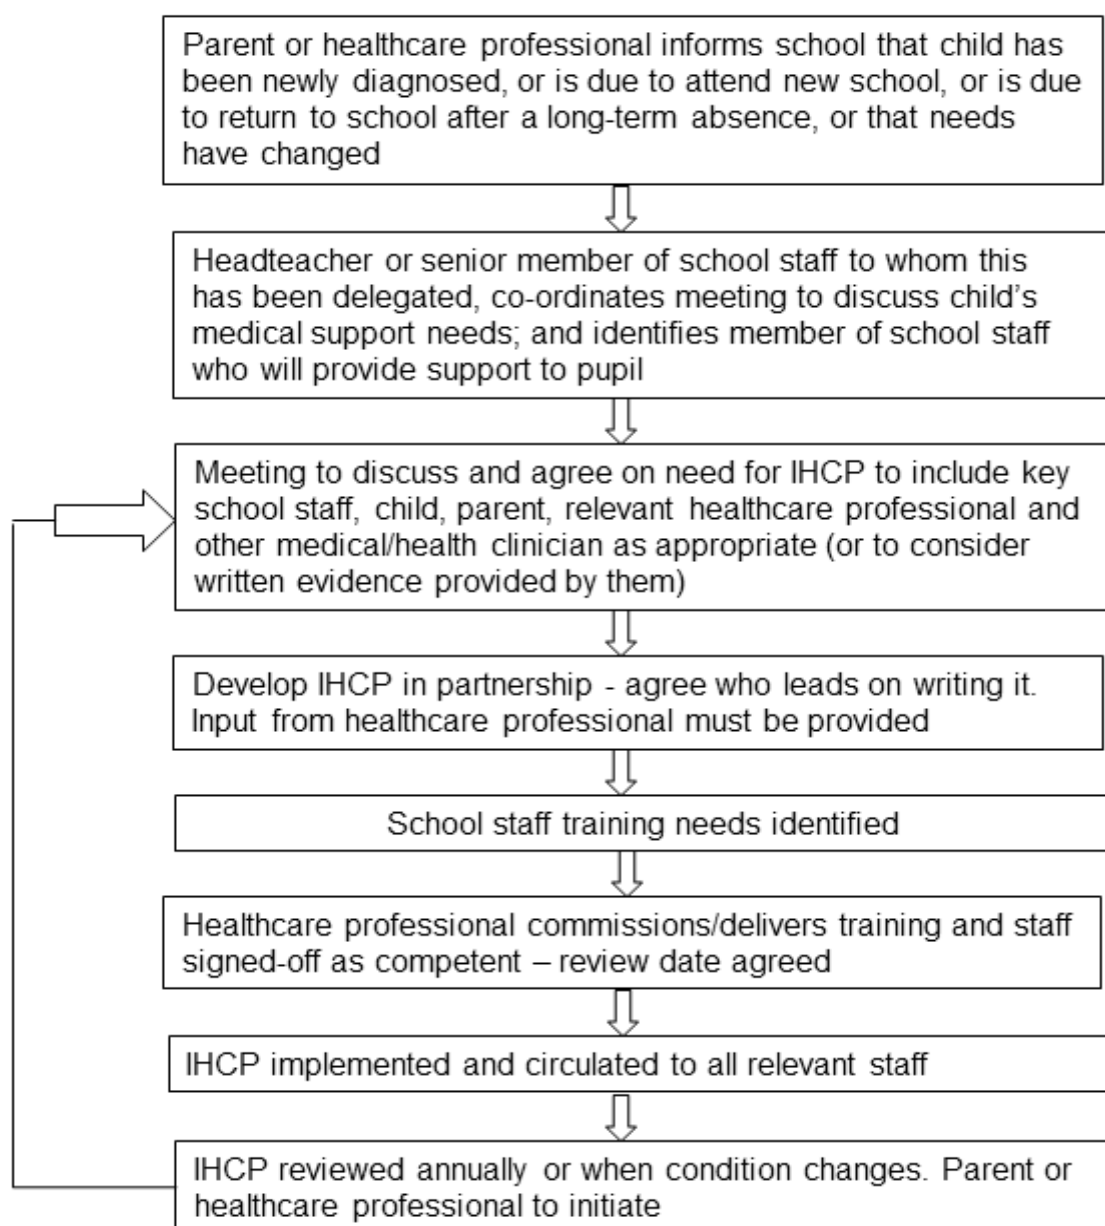 Parent or healthcare professional informs school that child has
been newly diagnosed, or is due to attend new school, or is due
to return to school after a long-term absence, or that needs
have changed
Headteacher or senior member of school staff to whom this
has been delegated, co-ordinates meeting to discuss child's
medical support needs; and identifies member of school staff
who will provide support to pupil
Meeting to discuss and agree on need for IHCP to include key
school staff, child, parent, relevant healthcare professional and
other medical/health clinician as appropriate (or to consider
written evidence provided by them)
Develop IHCP in partnership - agree who leads on writing it.
Input from healthcare professional must be provided
School staff training needs identified
Healthcare professional commissions/delivers training and staff
signed-off as competent – review date agreed
IHCP implemented and circulated to all relevant staff
IHCP reviewed annually or when condition changes. Parent or
healthcare professional to initiate